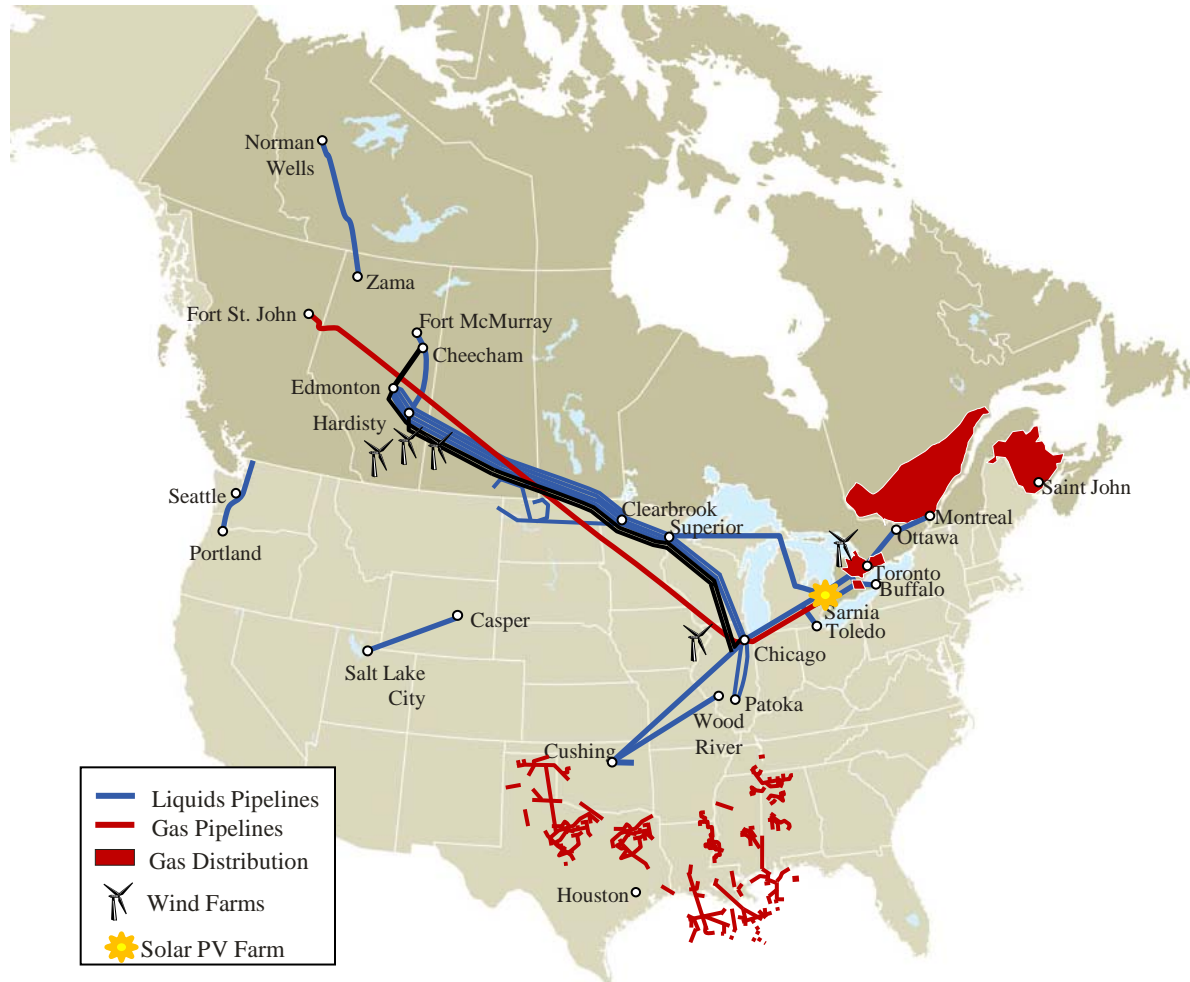 Norman
Wells
Zama
Fort St. John
Fort McMurray
Cheecham
Edmonton
Hardisty
Seattle
Portland
Clearbrook
Superior
Saint John
Montreal
Ottawa
Toronto
Buffalo
Sarnia
Toledo
Casper
Chicago
Salt Lake
City
Patoka
Wood
River
Cushing
Houston
Liquids Pipelines
Gas Pipelines
Gas Distribution
Wind Farms
Solar PV Farm